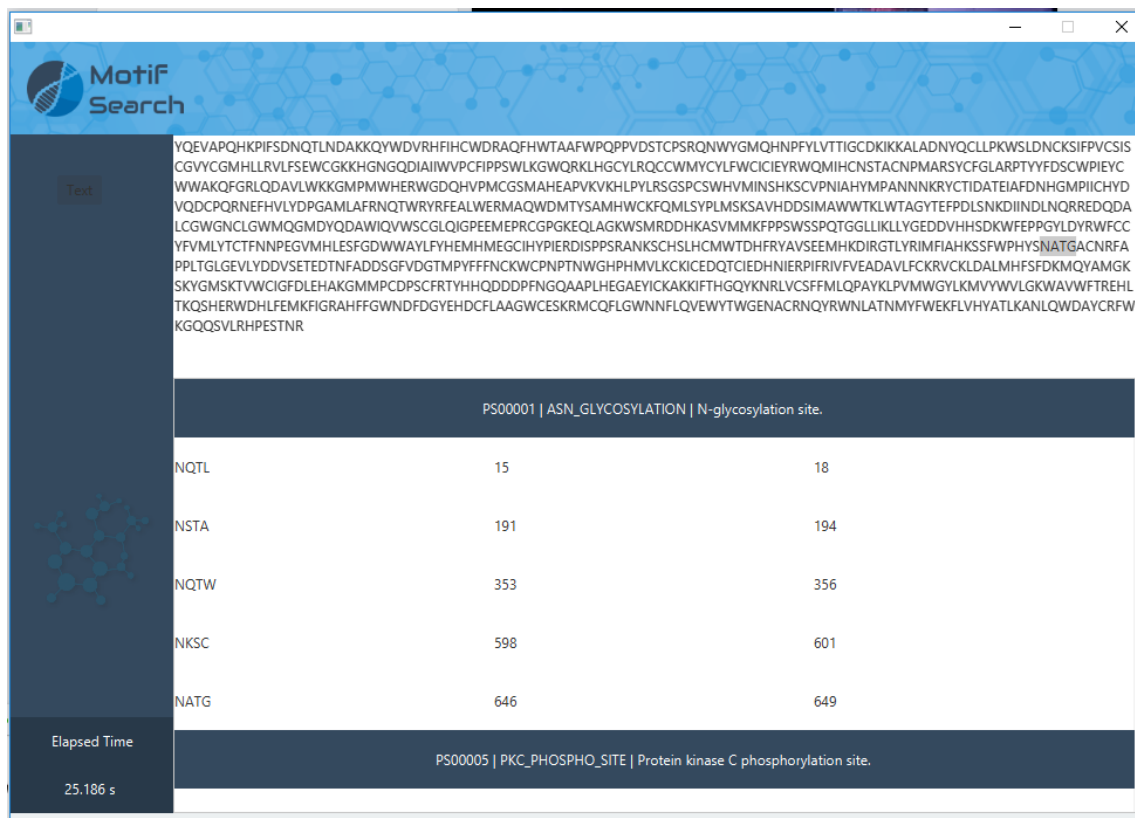 Motif
Search
Text
YQEVAPQHKPIFSDNQTLNDAKKQYWDVRHFIHCWDRAQFHWTAAFWPQPPVDSTCPSRQNWYGMQHNPFYLVTTIGCDKIKKALADNYQCLLPKWSLDNCKSIFPVCSIS
CGVYCGMHLLRVLFSEWCGKKHGNGQDIAIIWVPCFIPPSWLKGWQRKLHGCYLRQCCWMYCYLFWCICIEYRWQMIHCNSTACNPMARSYCFGLARPTYYFDSCWPIEYC
WWAKQFGRLQDAVLWKKGMPMWHERWGDQHVPMCGSMAHEAPVKVKHLPYLRSGSPCSWHVMINSHKSCVPNIAHYMPANNNKRYCTIDATEIAFDNHGMPIICHYD
VQDCPQRNEFHVLYDPGAMLAFRNQTWRYRFEALWERMAQWDMTYSAMHWCKFQMLSYPLMSKSAVHDDSIMAWWTKLWTAGYTEFPDLSNKDIINDLNQRREDQDA
LCGWGNCLGWMQGMDYQDAWIQVWSCGLQIGPEEMEPRCGPGKEQLAGKWSMRDDHKASVMMKFPPSWSSPQTGGLLIKLLYGEDDVHHSDKWFEPPGYLDYRWFCC
YFVMLYTCTFNNPEGVMHLESFGDWWAYLFYHEMHMEGCIHYPIERDISPPSRANKSCHSLHCMWTDHFRYAVSEEMHKDIRGTLYRIMFIAHKSSFWPHYSNATGACNRFA
PPLTGLGEVLYDDVSETEDTNFADDSGFVDGTMPYFFFNCKWCPNPTNWGHPHMVLKCKICEDQTCIEDHNIERPIFRIVFVEADAVLFCKRVCKLDALMHFSFDKMQYAMGK
SKYGMSKTVWCIGFDLEHAKGMMPCDPSCFRTYHHQDDDPFNGQAAPLHEGAEYICKAKKIFTHGQYKNRLVCSFFMLQPAYKLPVMWGYLKMVYWVLGKWAVWFTREHL
TKQSHERWDHLFEMKFIGRAHFFGWNDFDGYEHDCFLAAGWCESKRMCQFLGWNNFLQVEWYTWGENACRNQYRWNLATNMYFWEKFLVHYATLKANLQWDAYCRFW
KGQQSVLRHPESTNR
PS00001 | ASN_GLYCOSYLATION | N-glycosylation site.
NQTL 15 18
NSTA 191 194
NQTW 353 356
NKSC 598 601
NATG 646 649
PS00005 | PKC_PHOSPHO_SITE | Protein kinase C phosphorylation site.
Elapsed Time
25.186 s